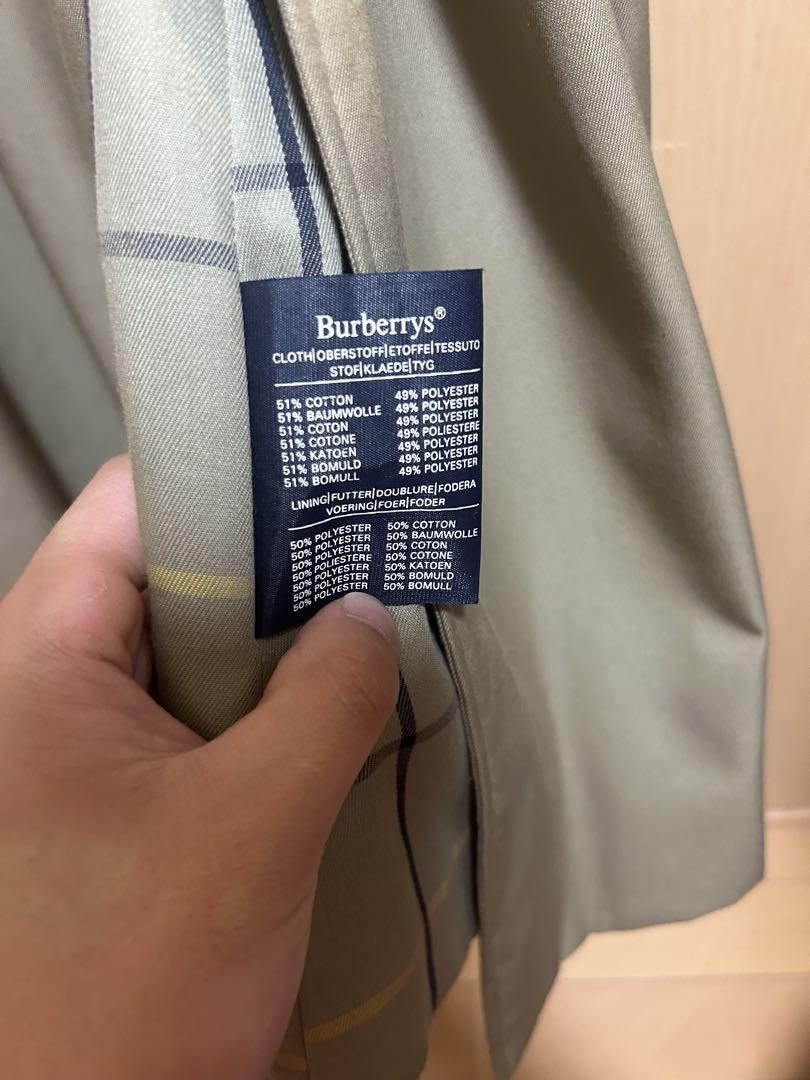 Burberrys®
CLOTH|OBERSTOFF|ETOFFE|TESSUTO
STOF|KLAEDE|TYG
51% COTTON 49% POLYESTER
51% BAUMWOLLE 49% POLYESTER
51% COTON 49% POLYESTER
51% COTONE 49% POLIESTERE
51% KATOEN 49% POLYESTER
51% BOMULD 49% POLYESTER
51% BOMULL 49% POLYESTER
LINING|FUTTER|DOUBLURE|FODERA
VOERING|FOER|FODER
50% POLYESTER 50% COTTON
50% POLYESTER 50% BAUMWOLLE
50% POLYESTER 50% COTON
50% POLIESTERE 50% COTONE
50% POLYESTER 50% KATOEN
50% POLYESTER 50% BOMULD
50% POLYESTER 50% BOMULL